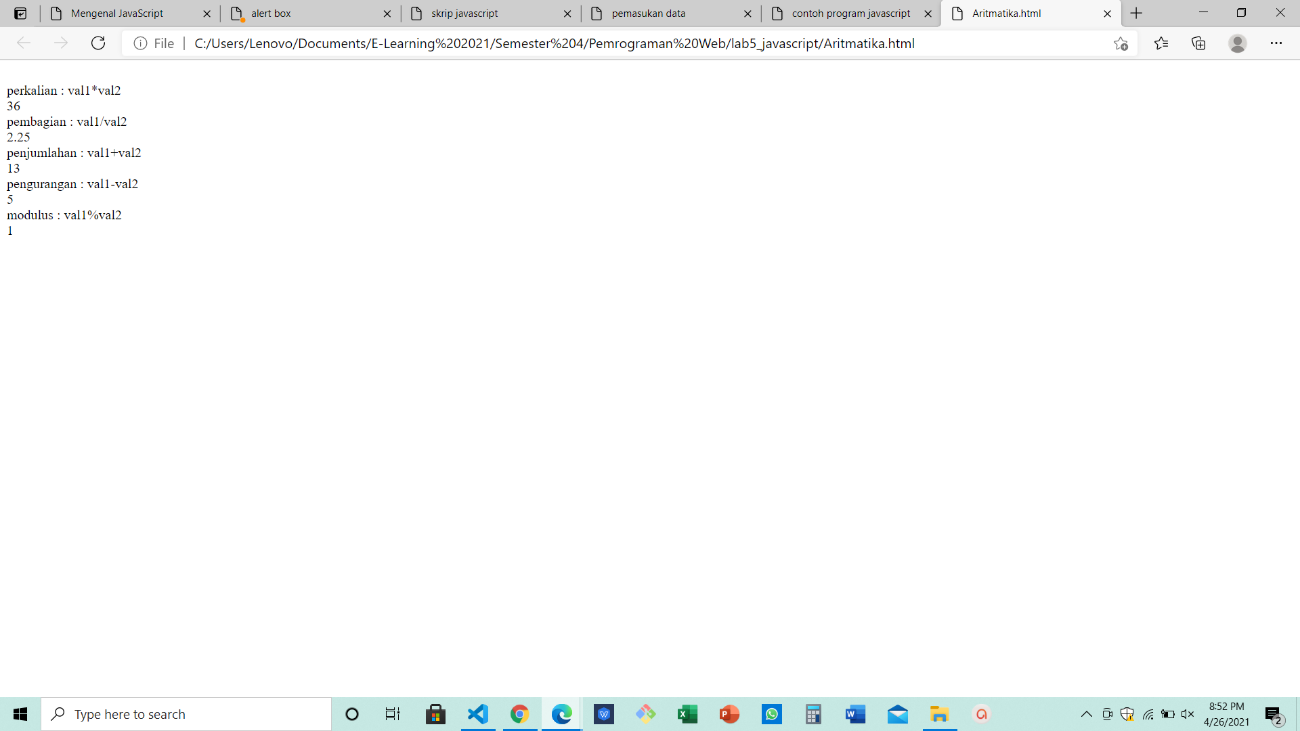 Mengenal JavaScript
alert box
skrip javascript
pemasukan data
contoh program javascript
Aritmatika.html
File | C:/Users/Lenovo/Documents/E-Learning%202021/Semester%204/Pemrograman%20Web/lab5_javascript/Aritmatika.html
perkalian : val1*val2
36
pembagian : val1/val2
2.25
penjumlahan : val1+val2
13
pengurangan : val1-val2
5
modulus : val1%val2
1
Type here to search
8:52 PM
4/26/2021
2